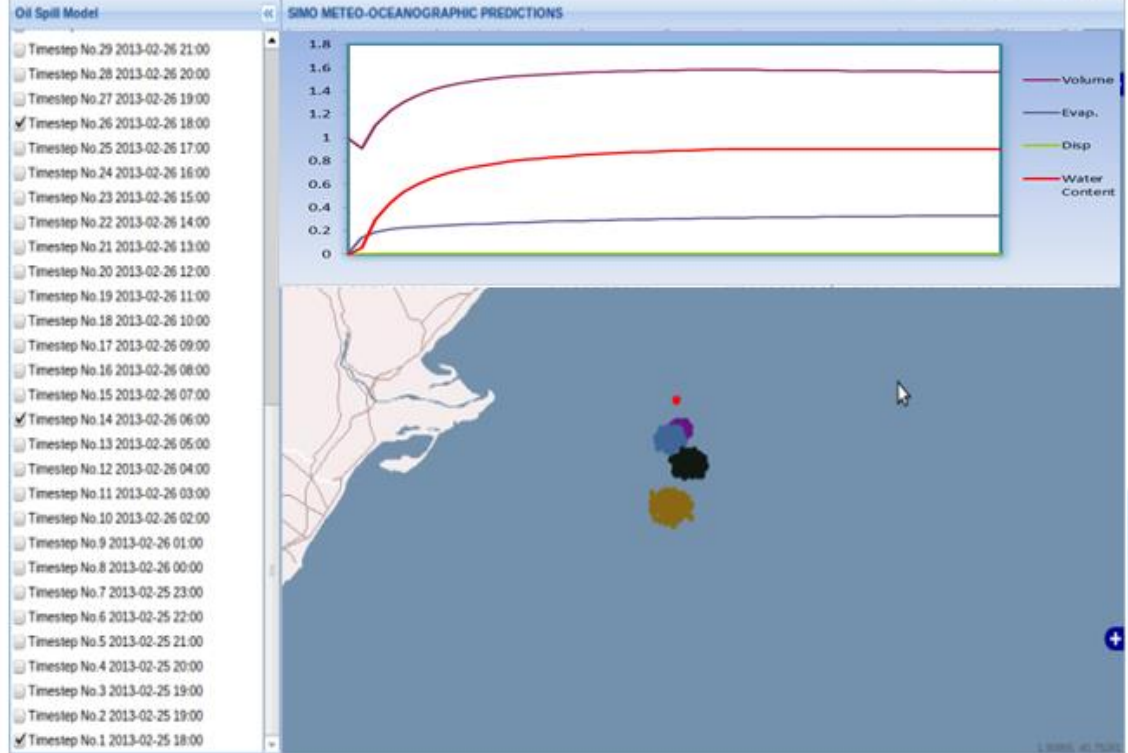 Oil Spill Model
SIMO METEO-OCEANOGRAPHIC PREDICTIONS
Timestep No.29 2013-02-26 21:00
Timestep No.28 2013-02-26 20:00
Timestep No.27 2013-02-26 19:00
Timestep No.26 2013-02-26 18:00
Timestep No.25 2013-02-26 17:00
Timestep No.24 2013-02-26 16:00
Timestep No.23 2013-02-26 15:00
Timestep No.22 2013-02-26 14:00
Timestep No.21 2013-02-26 13:00
Timestep No.20 2013-02-26 12:00
Timestep No.19 2013-02-26 11:00
Timestep No.18 2013-02-26 10:00
Timestep No.17 2013-02-26 09:00
Timestep No.16 2013-02-26 08:00
Timestep No.15 2013-02-26 07:00
Timestep No.14 2013-02-26 06:00
Timestep No.13 2013-02-26 05:00
Timestep No.12 2013-02-26 04:00
Timestep No.11 2013-02-26 03:00
Timestep No.10 2013-02-26 02:00
Timestep No.9 2013-02-26 01:00
Timestep No.8 2013-02-26 00:00
Timestep No.7 2013-02-25 23:00
Timestep No.6 2013-02-25 22:00
Timestep No.5 2013-02-25 21:00
Timestep No.4 2013-02-25 20:00
Timestep No.3 2013-02-25 19:00
Timestep No.2 2013-02-25 19:00
Timestep No.1 2013-02-25 18:00
1.8
1.6
1.4
1.2
1
0.8
0.6
0.4
0.2
0
Volume
Evap.
Disp
Water
Content